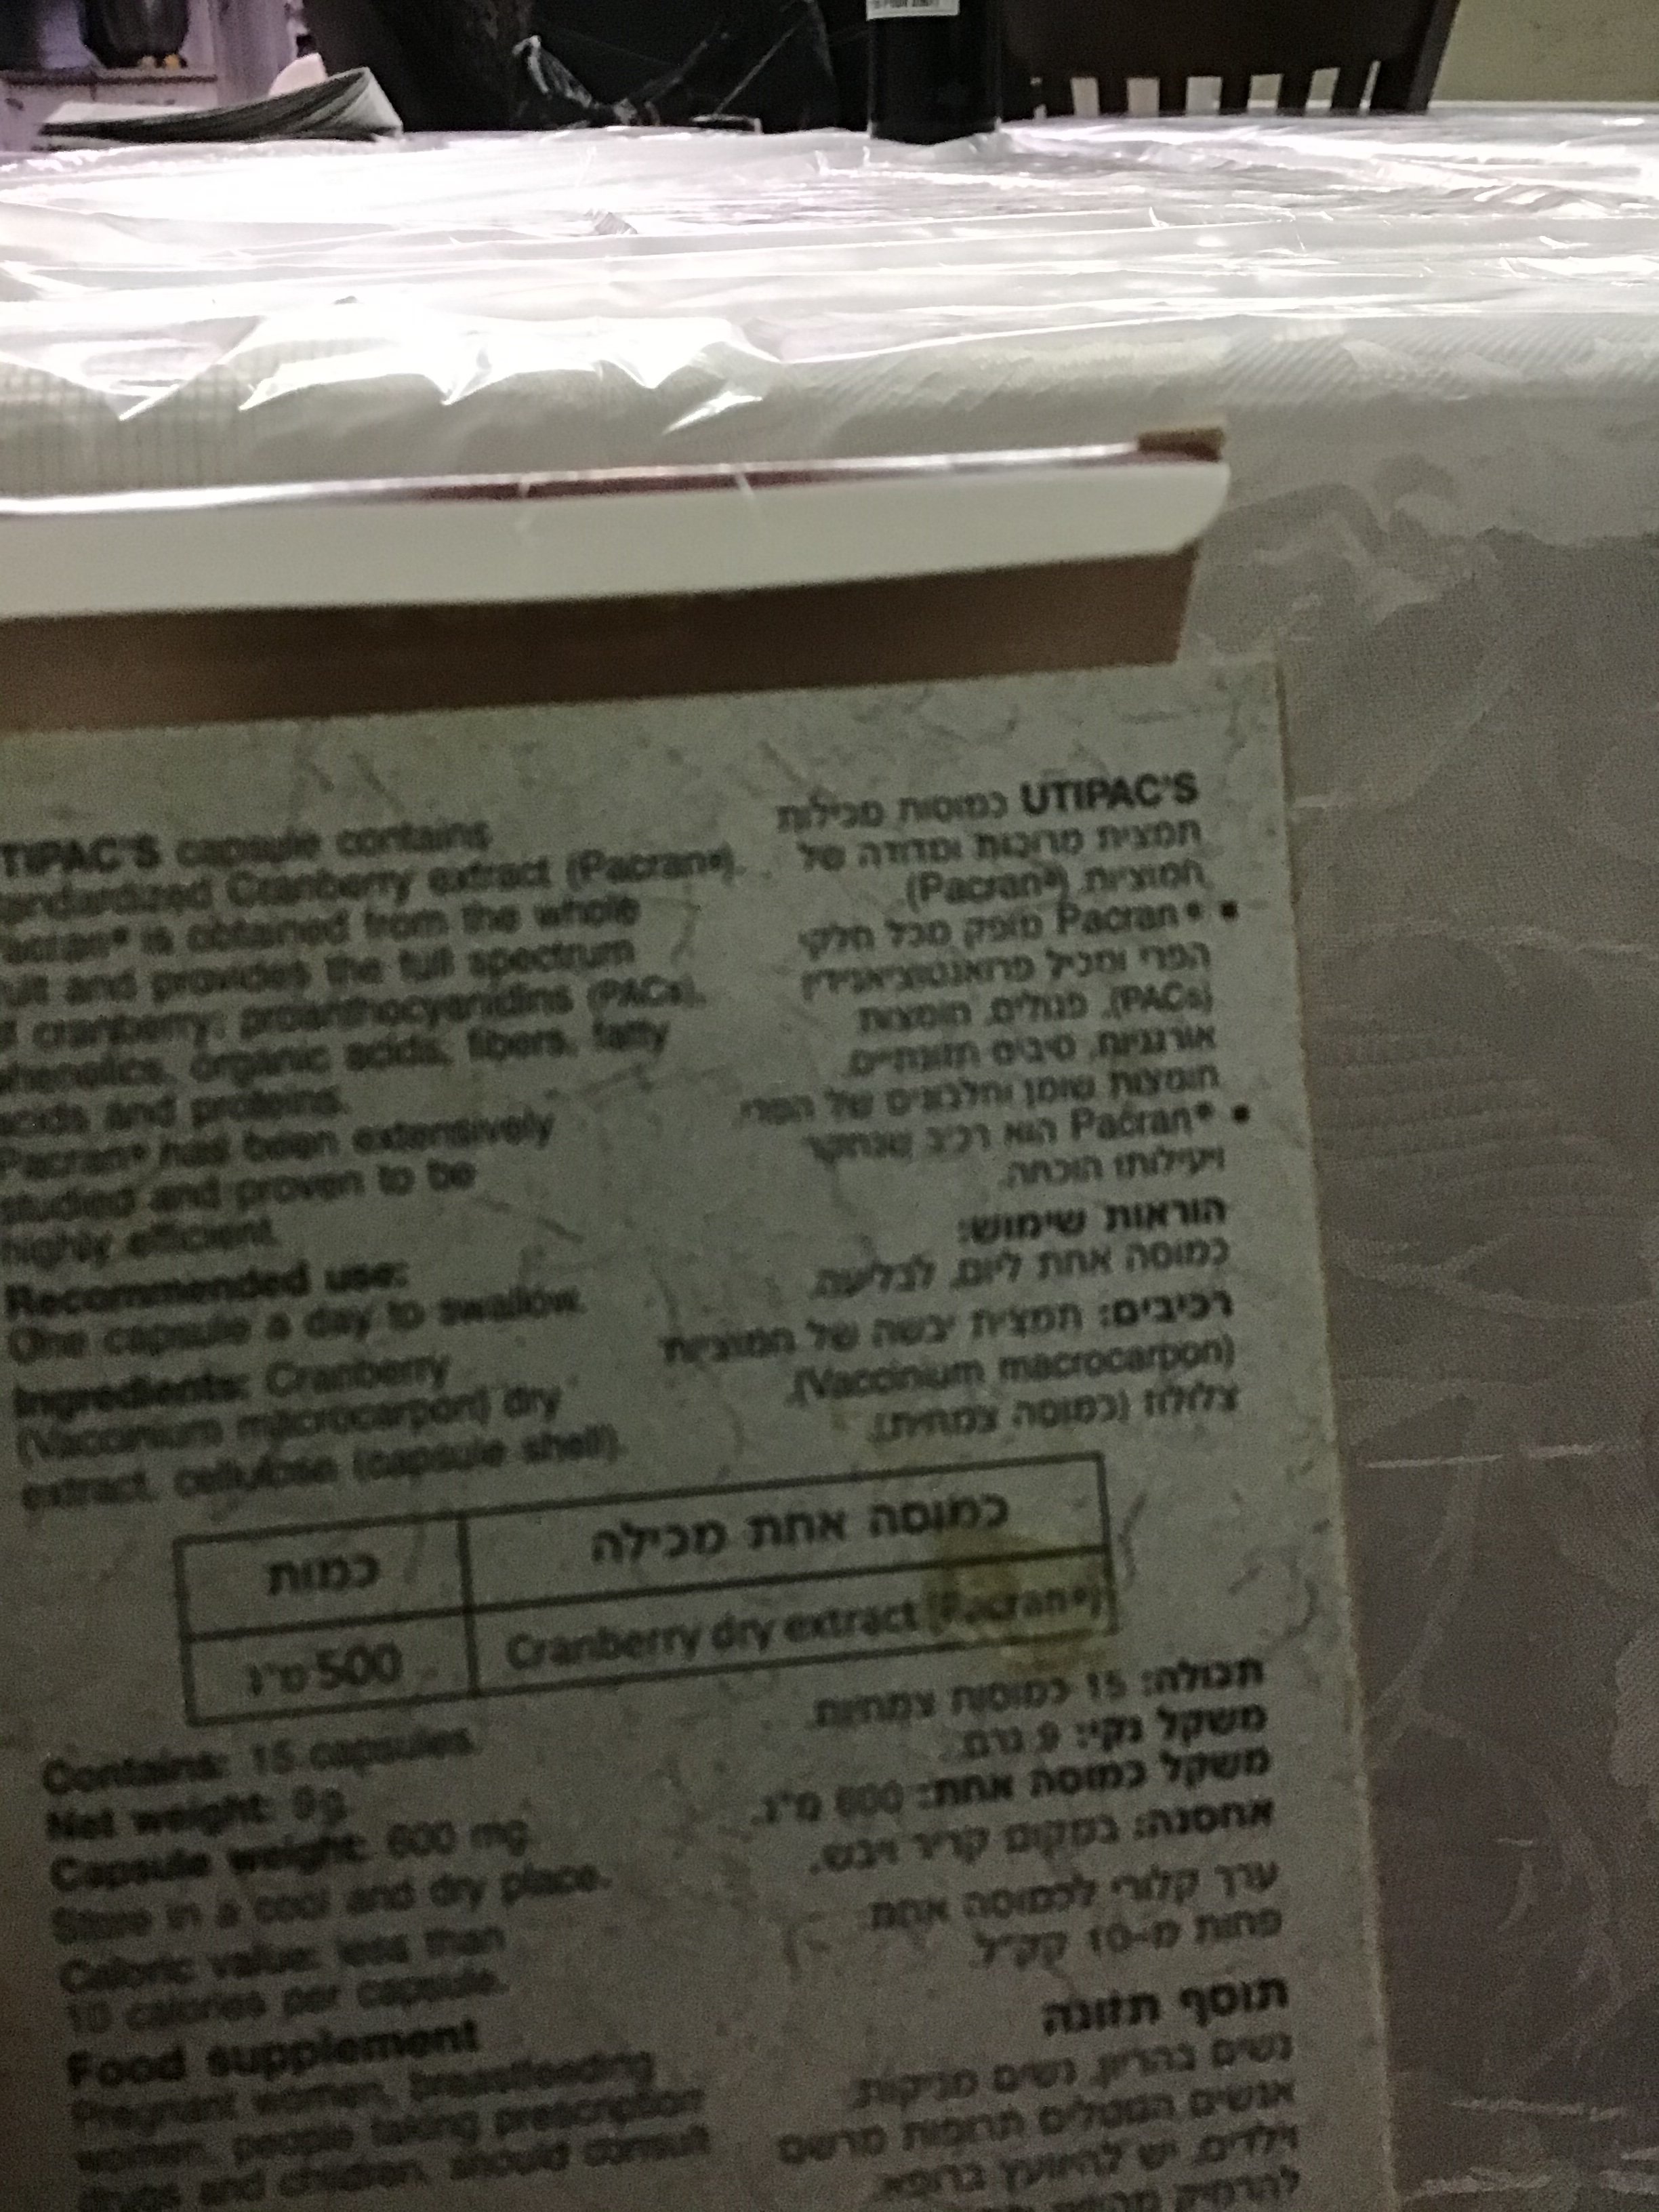 TIPAC'S capsule contains
andardized Cranberry extract (Pacran®).
acran® is obtained from the whole
uit and provides the full spectrum
f cranberry: proanthocyanidins (PACs),
henolics, organic acids, fibers, fatty
acids and proteins.
Pacran® has been extensively
studied and proven to be
highly efficient.
Recommended use:
One capsule a day to swallow.
Ingredients: Cranberry
(Vaccinium macrocarpon) dry
extract, cellulose (capsule shell).
UTIPAC'S כמוסות מכילות
תמצית מרוכזת ומדודה של
חמוציות (Pacran®)
• Pacran® מופק מכל חלקי
הפרי ומכיל פרואנטוציאנידין
(PACs), פנולים, חומצות
אורגניות, סיבים תזונתיים,
חומצות שומן וחלבונים של הפרי
• Pacran® הוא רכיב שנחקר
ויעילותו הוכחה.
הוראות שימוש:
כמוסה אחת ליום, לבליעה.
רכיבים: תמצית יבשה של חמוציות
(Vaccinium macrocarpon),
צלולוז (כמוסה צמחית).
כמוסה אחת מכילה כמות
Cranberry dry extract (Pacran®) 500 מ"ג
Contains: 15 capsules.
Net weight: 9g.
Capsule weight: 600 mg
Store in a cool and dry place.
Caloric value: less than
10 calories per capsule.
Food supplement
Pregnant women, breastfeeding
women, people taking prescription
drugs and children, should consult
תכולה: 15 כמוסות צמחיות.
משקל נקי: 9 גרם.
משקל כמוסה אחת: 600 מ"ג.
אחסנה: במקום קריר ויבש.
ערך קלורי לכמוסה אחת:
פחות מ-10 קק"ל.
תוסף תזונה
נשים בהריון, נשים מניקות,
אנשים הנוטלים תרופות מרשם
וילדים, יש להיוועץ ברופא.
להרחיק מהישג